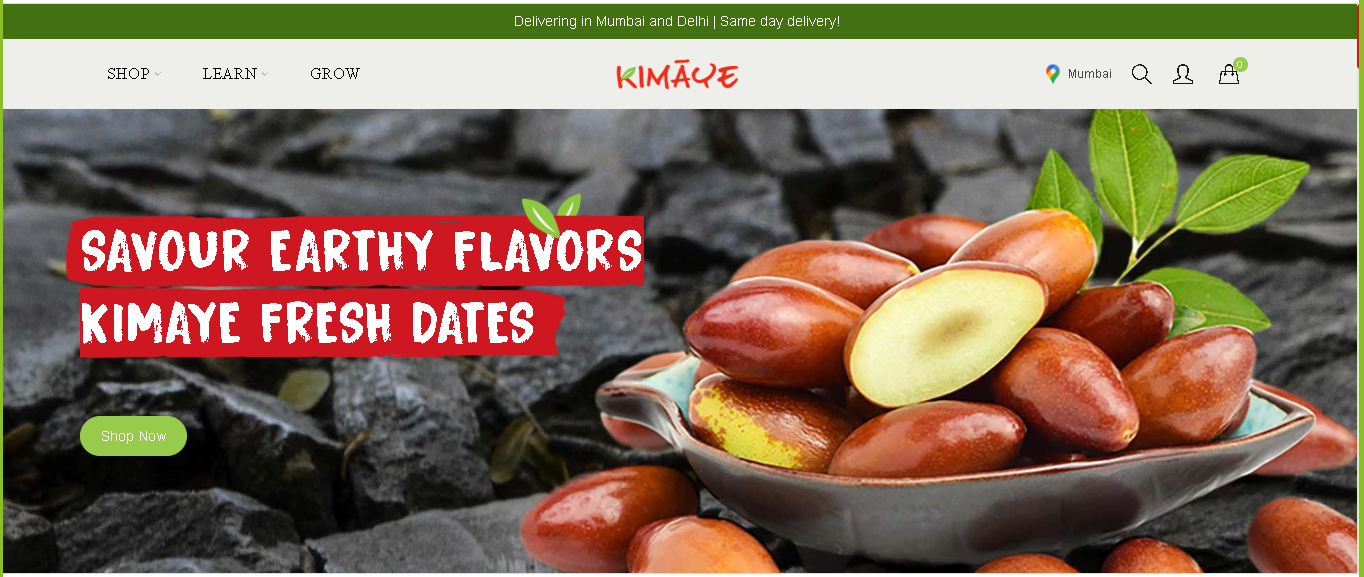 Delivering in Mumbai and Delhi | Same day delivery!
SHOP LEARN GROW KIMĀYE Mumbai 0
SAVOUR EARTHY FLAVORS
KIMAYE FRESH DATES
Shop Now